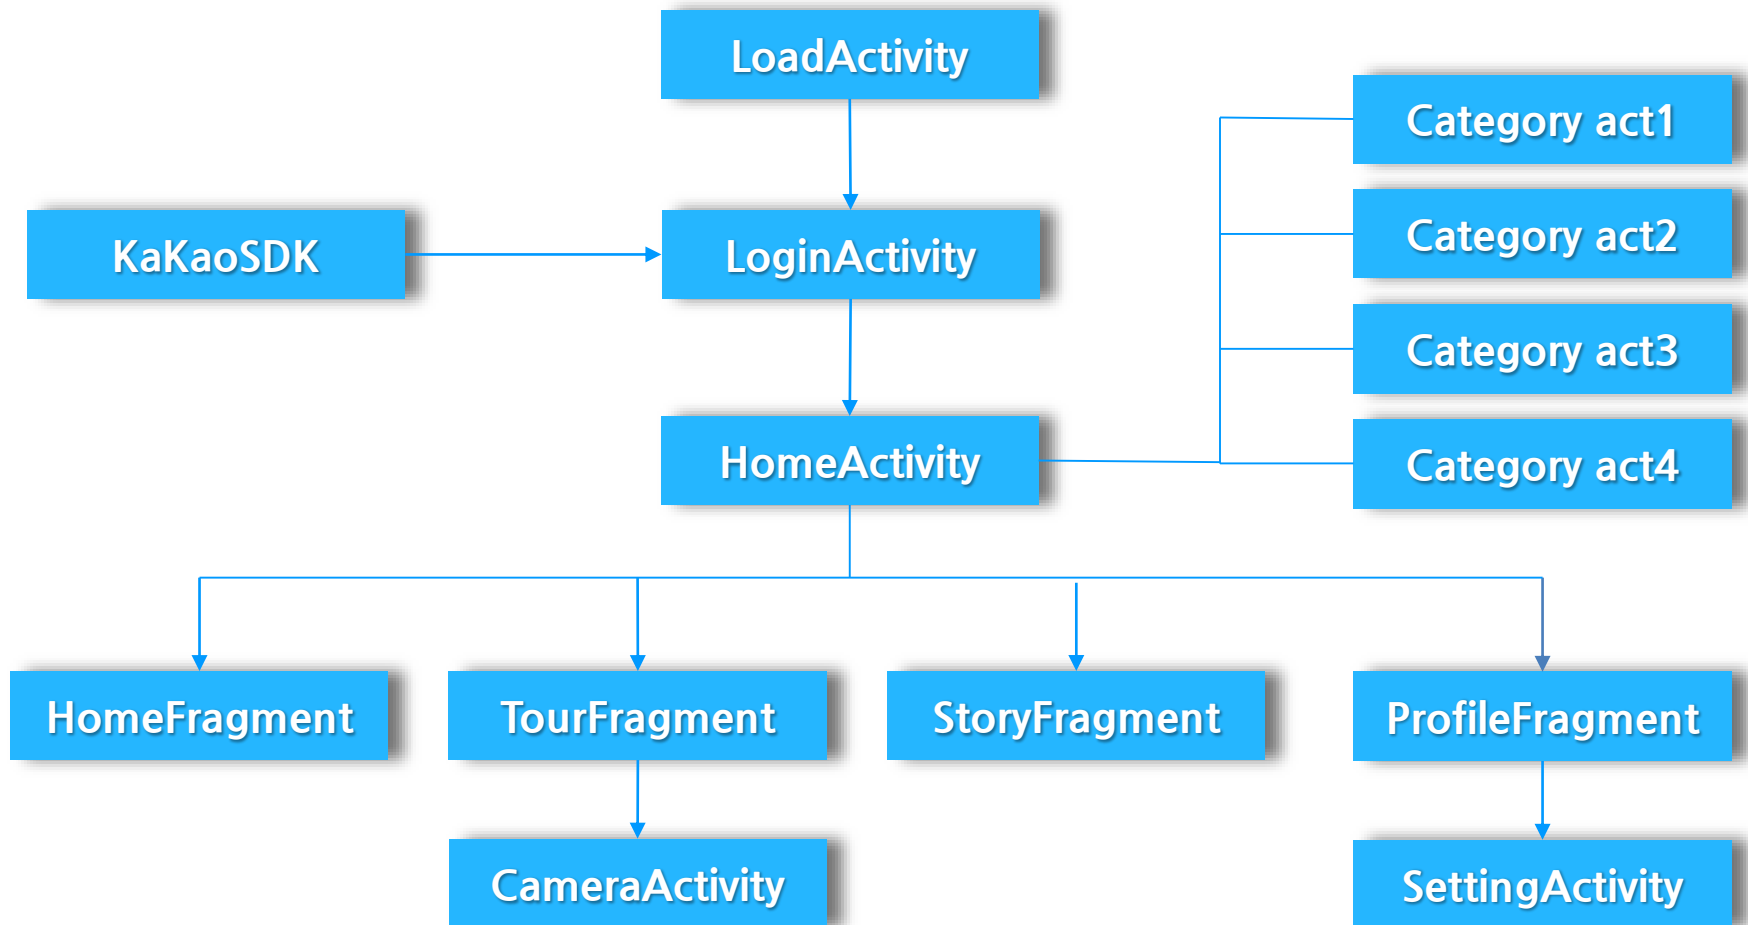 LoadActivity
Category act1
Category act2
KaKaoSDK
LoginActivity
Category act3
HomeActivity
Category act4
HomeFragment
TourFragment
StoryFragment
ProfileFragment
CameraActivity
SettingActivity